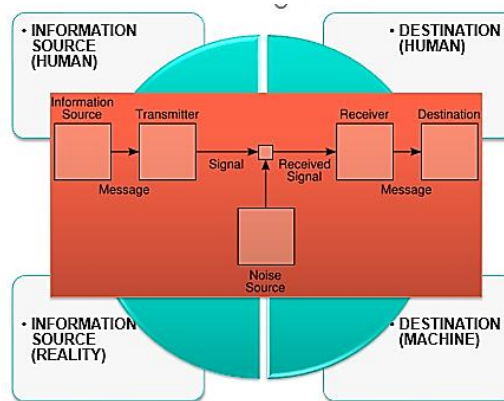 • INFORMATION
SOURCE
(HUMAN)
• DESTINATION
(HUMAN)
Information
Source
Transmitter
Receiver
Destination
Signal
Received
Signal
Message
Message
Noise
Source
• INFORMATION
SOURCE
(REALITY)
• DESTINATION
(MACHINE)